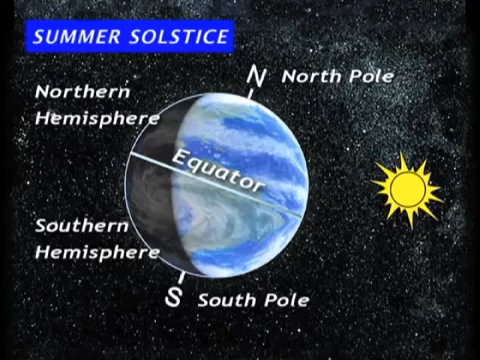 SUMMER SOLSTICE
N North Pole
Northern
Hemisphere
Equator
Southern
Hemisphere
S South Pole